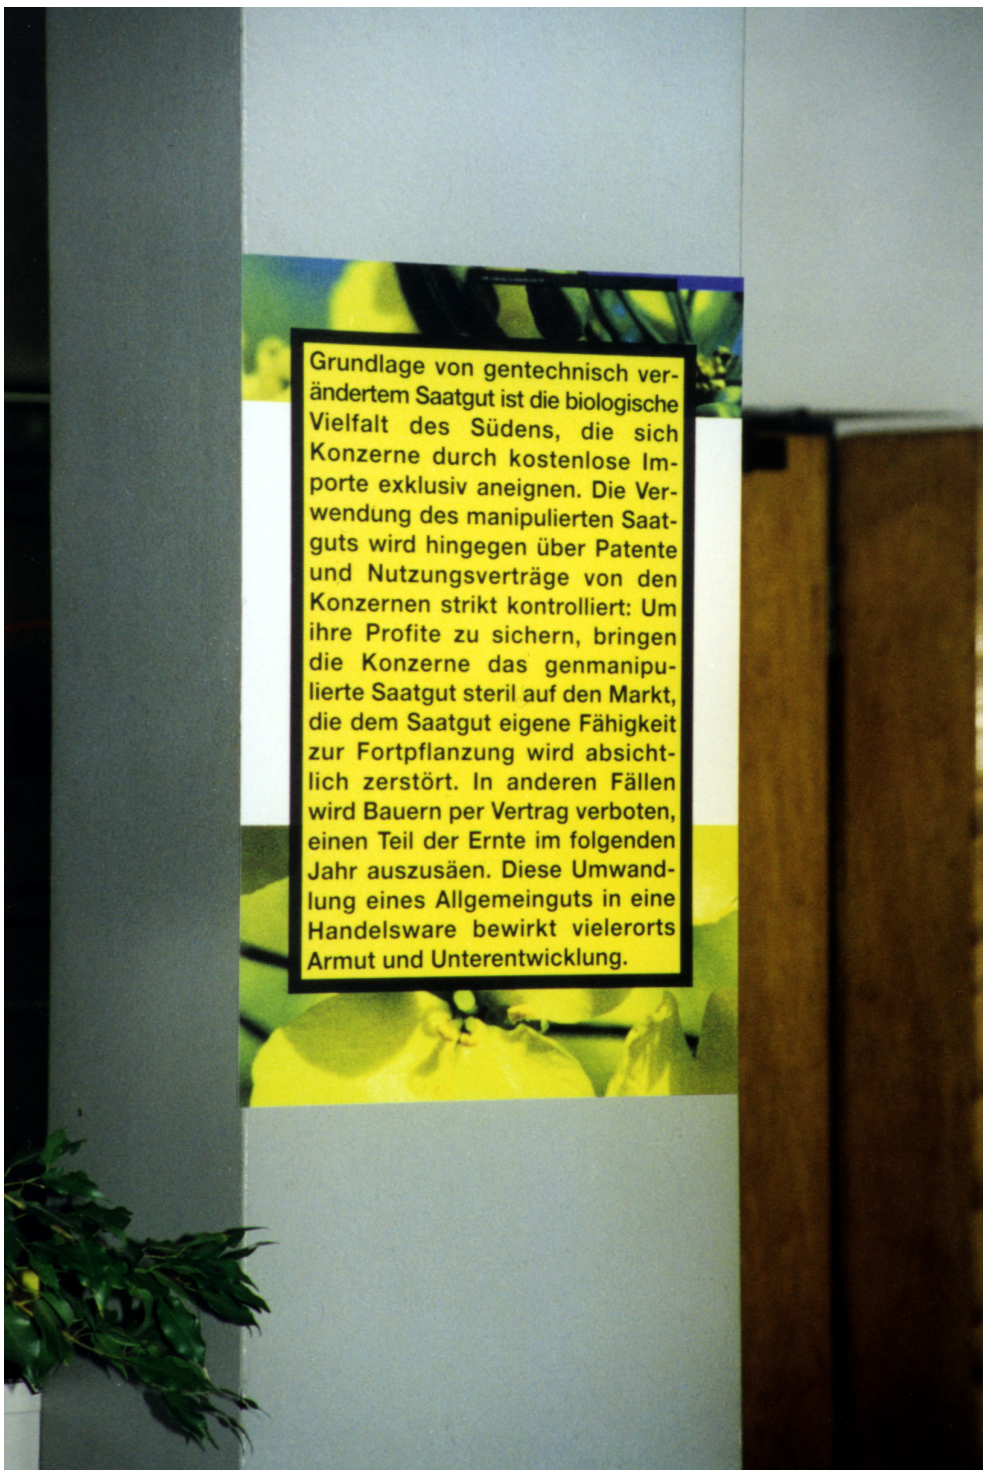 Grundlage von gentechnisch ver-
ändertem Saatgut ist die biologische
Vielfalt des Südens, die sich
Konzerne durch kostenlose Im-
porte exklusiv aneignen. Die Ver-
wendung des manipulierten Saat-
guts wird hingegen über Patente
und Nutzungsverträge von den
Konzernen strikt kontrolliert: Um
ihre Profite zu sichern, bringen
die Konzerne das genmanipu-
lierte Saatgut steril auf den Markt,
die dem Saatgut eigene Fähigkeit
zur Fortpflanzung wird absicht-
lich zerstört. In anderen Fällen
wird Bauern per Vertrag verboten,
einen Teil der Ernte im folgenden
Jahr auszusäen. Diese Umwand-
lung eines Allgemeinguts in eine
Handelsware bewirkt vielerorts
Armut und Unterentwicklung.